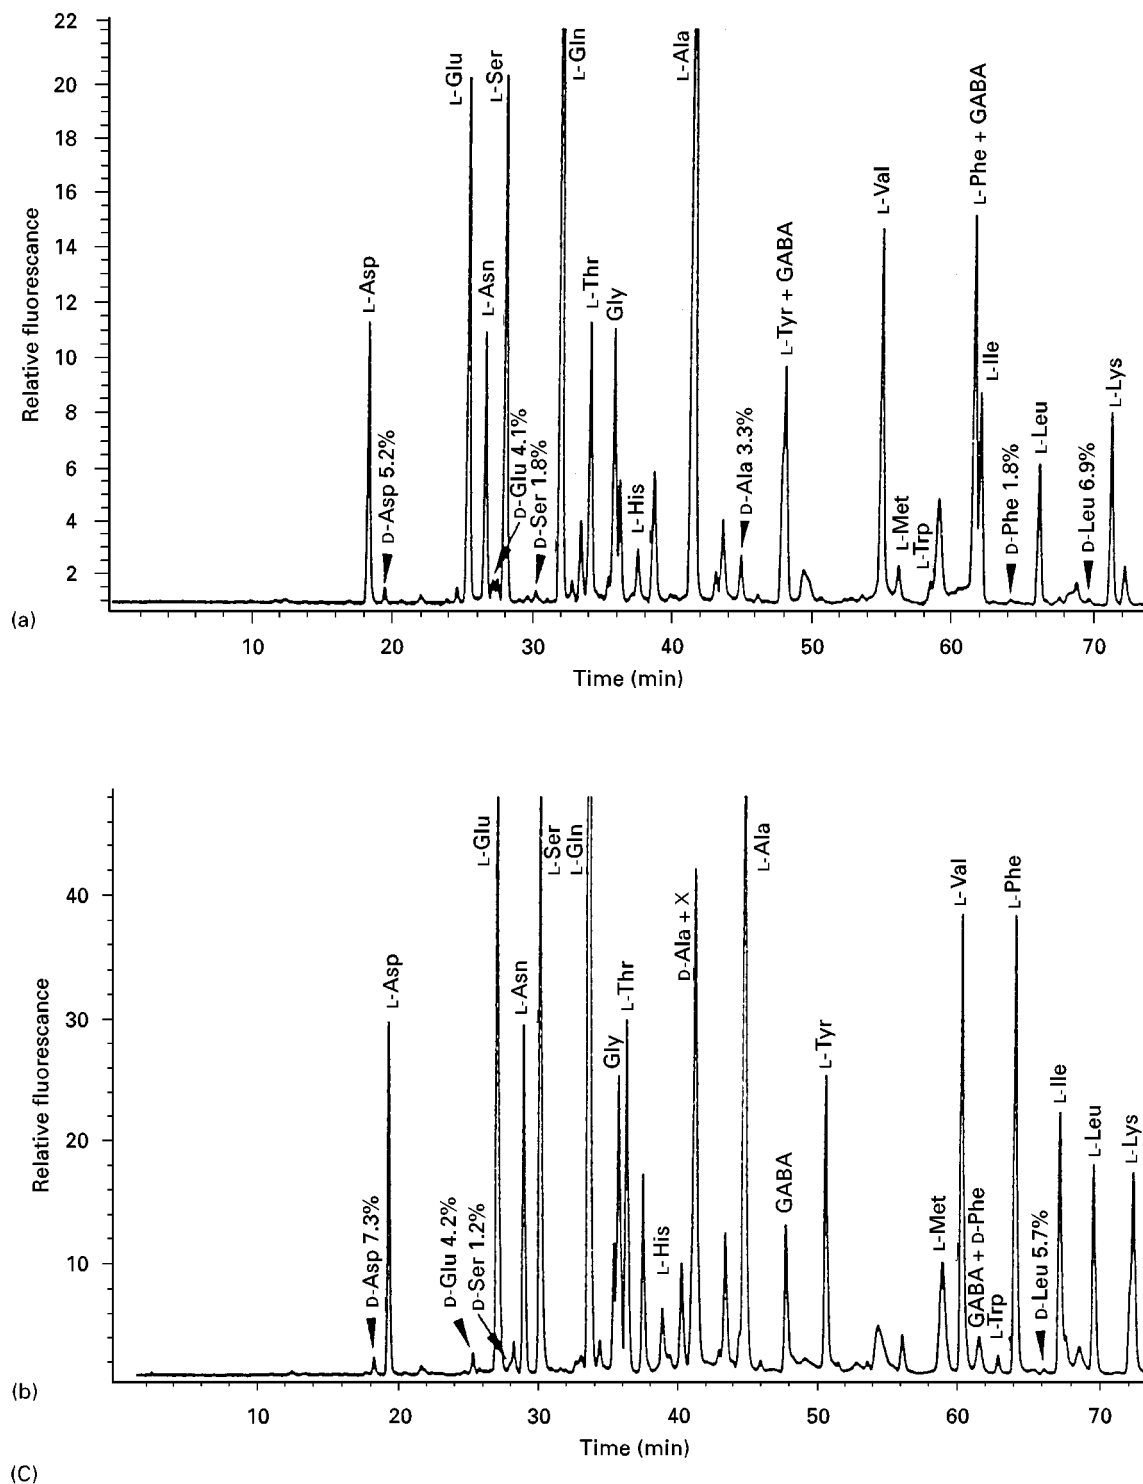 22
20
18
16
14
12
10
8
6
4
2
Relative fluorescance
L-Asp
D-Asp 5.2%
L-Glu
L-Asn
L-Ser
D-Glu 4.1%
D-Ser 1.8%
L-Gln
L-Thr
Gly
L-His
L-Ala
D-Ala 3.3%
L-Tyr + GABA
L-Val
L-Met
L-Trp
L-Phe + GABA
L-Ile
D-Phe 1.8%
L-Leu
D-Leu 6.9%
L-Lys
(a)
10 20 30 40 50 60 70
Time (min)
40
30
20
10
Relative fluorescance
D-Asp 7.3%
L-Asp
D-Glu 4.2%
D-Ser 1.2%
L-Glu
L-Asn
L-Ser
L-Gln
Gly
L-Thr
L-His
D-Ala + X
L-Ala
GABA
L-Tyr
L-Met
L-Val
GABA + D-Phe
L-Trp
L-Phe
D-Leu 5.7%
L-Ile
L-Leu
L-Lys
(b)
10 20 30 40 50 60 70
Time (min)
(C)